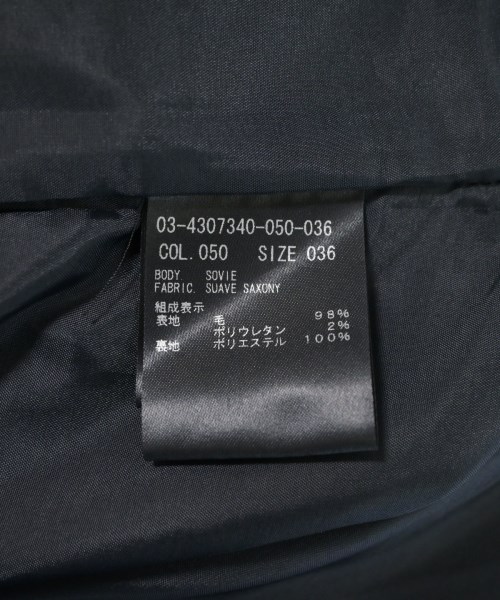 03-4307340-050-036
COL.050 SIZE 036
BODY SOVIE
FABRIC. SUAVE SAXONY
組成表示
表地 毛 98%
ポリウレタン 2%
裏地 ポリエステル 100%